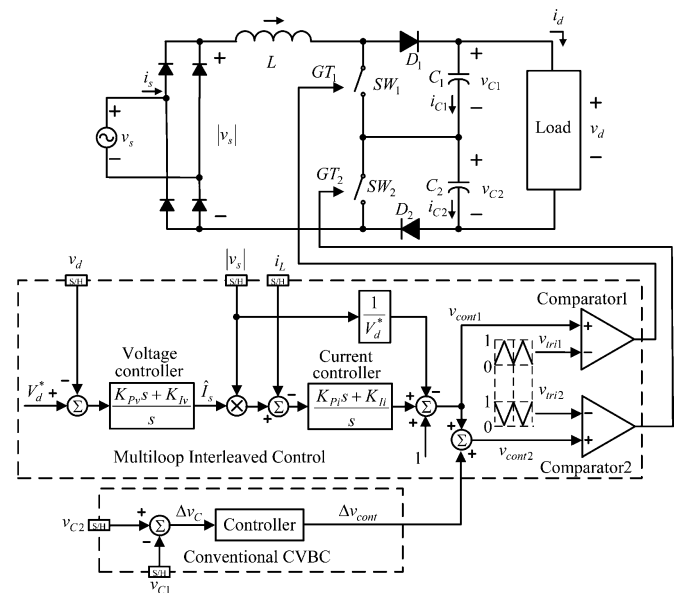 i_d
L
D_1
GT_1
SW_1
C_1
v_C1
i_C1
i_s
v_s
|v_s|
Load
v_d
GT_2
SW_2
C_2
v_C2
i_C2
D_2
v_d
|v_s|
i_L
S/H
S/H
S/H
1
V_d^*
v_cont1
Comparator1
1
0
v_tri1
Voltage
controller
Current
controller
V_d^*
Σ
K_Pv s + K_Iv
s
Î_s
Σ
K_Pi s + K_Ii
s
Σ
1
0
v_tri2
Σ
v_cont2
1
Multiloop Interleaved Control
Comparator2
v_C2
S/H
Σ
Δv_C
Controller
Δv_cont
Conventional CVBC
S/H
v_C1